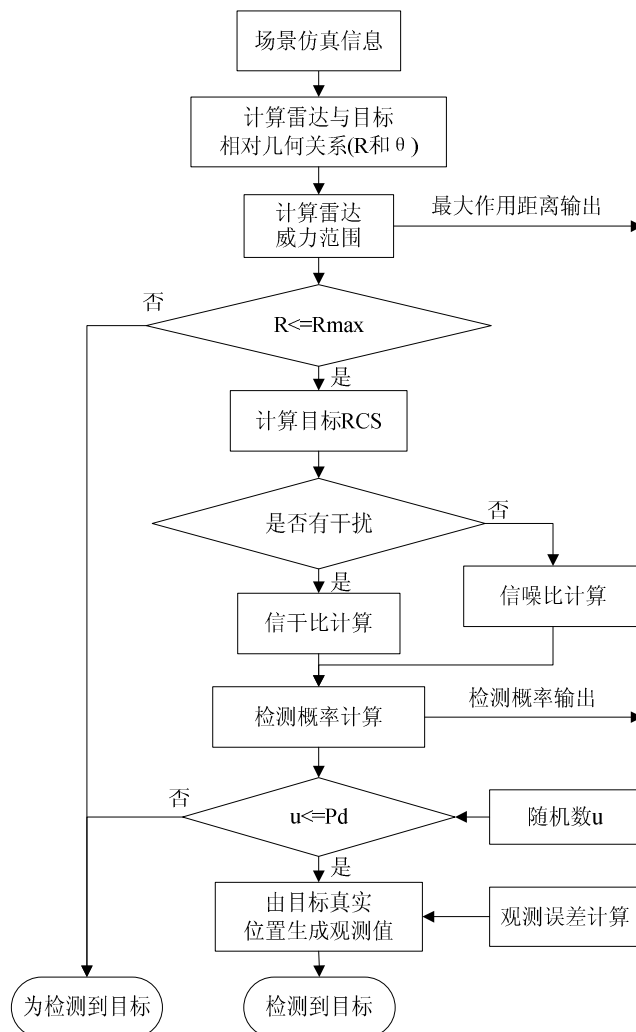 场景仿真信息
计算雷达与目标
相对几何关系(R和θ)
计算雷达
威力范围
最大作用距离输出
否
R<=Rmax
是
计算目标RCS
是否有干扰
否
是
信干比计算
信噪比计算
检测概率计算
检测概率输出
否
u<=Pd
随机数u
是
由目标真实
位置生成观测值
观测误差计算
为检测到目标
检测到目标